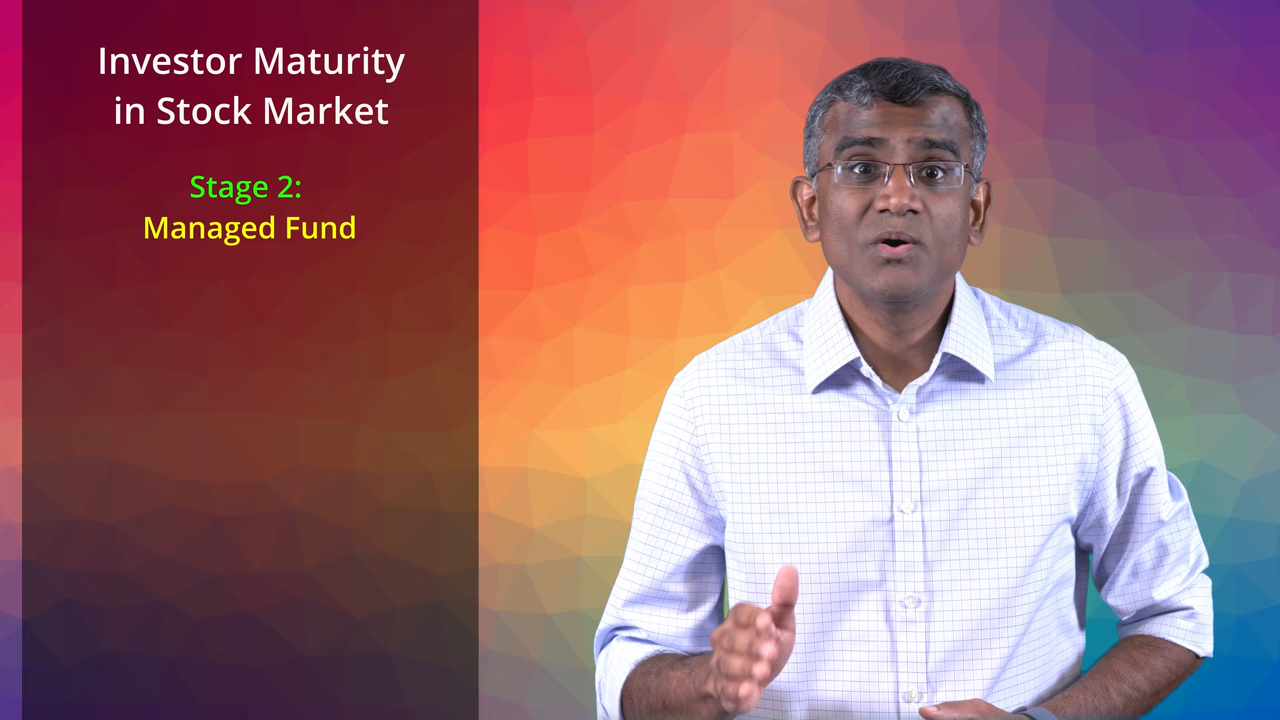 Investor Maturity
in Stock Market
Stage 2:
Managed Fund